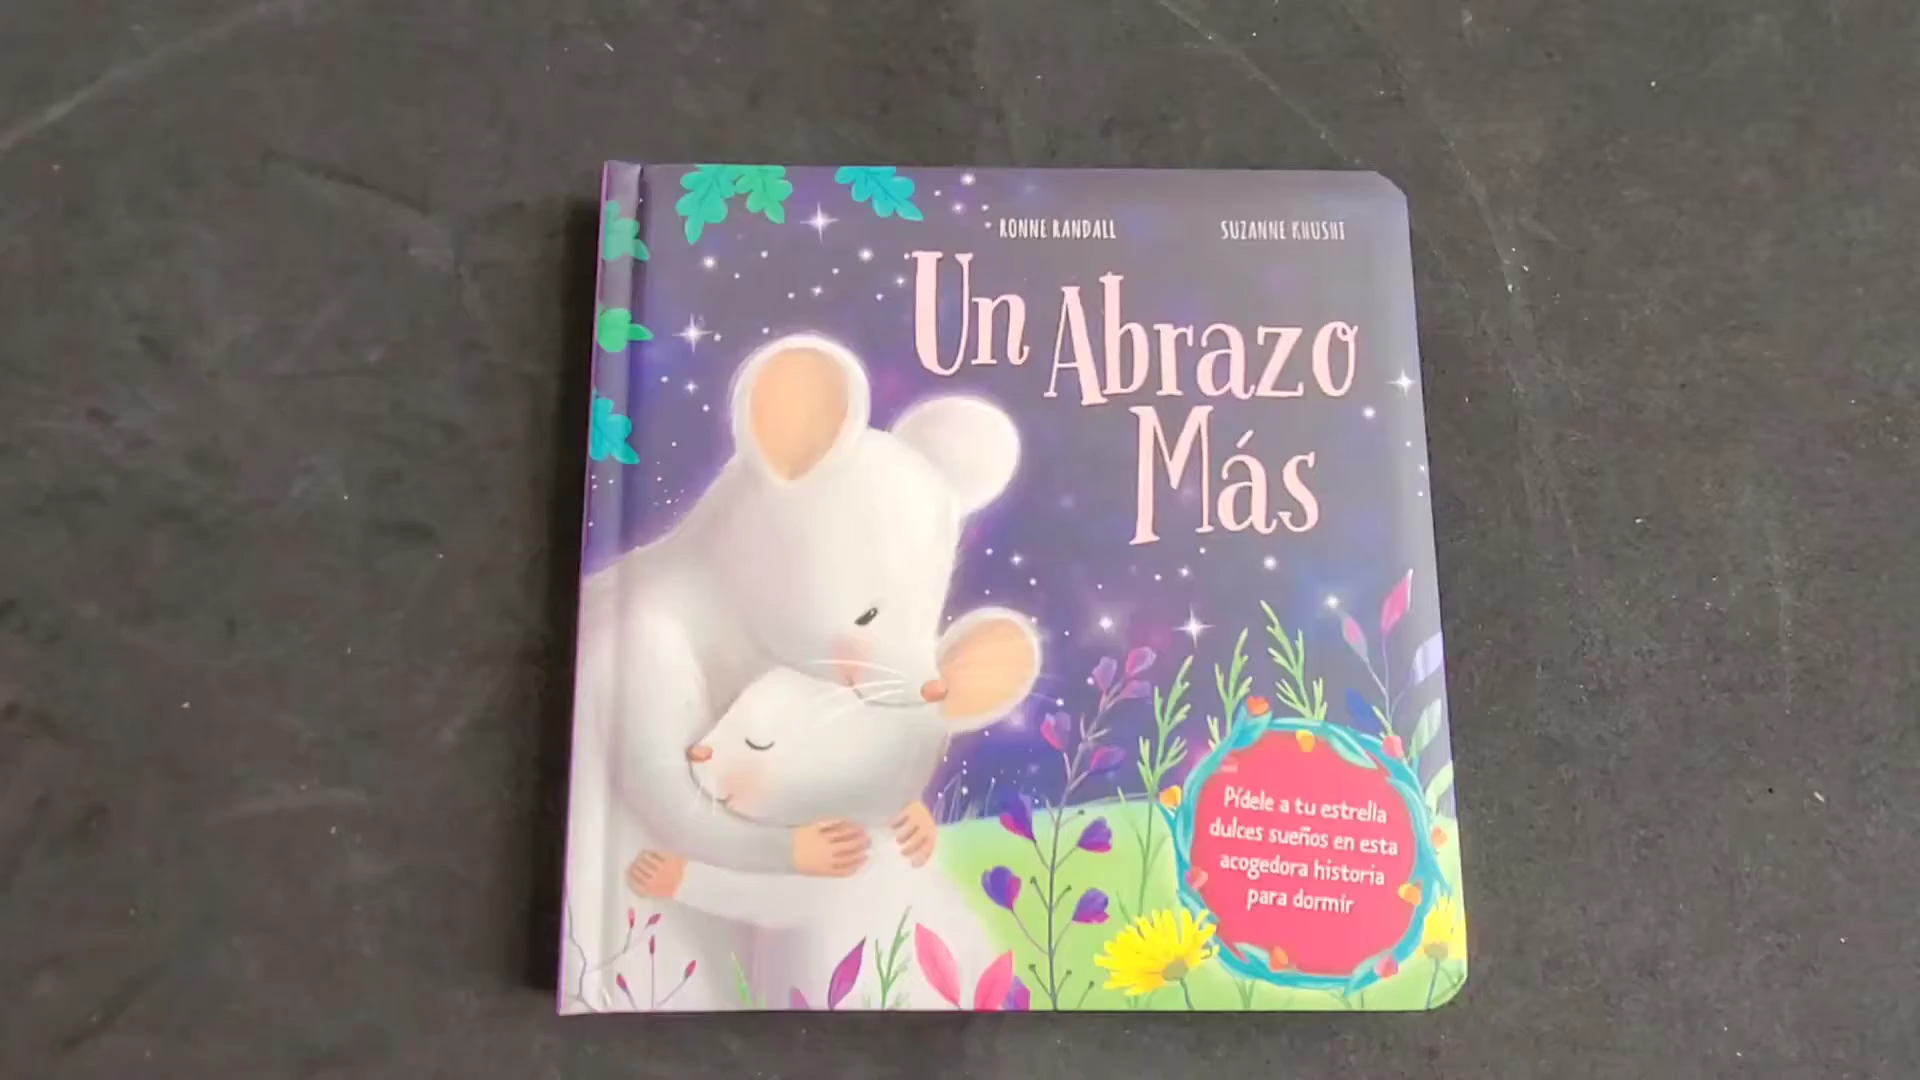 RONNE RANDALL
SUZANNE KHUSHI
Un Abrazo
Más
Pídele a tu estrella
dulces sueños en esta
acogedora historia
para dormir